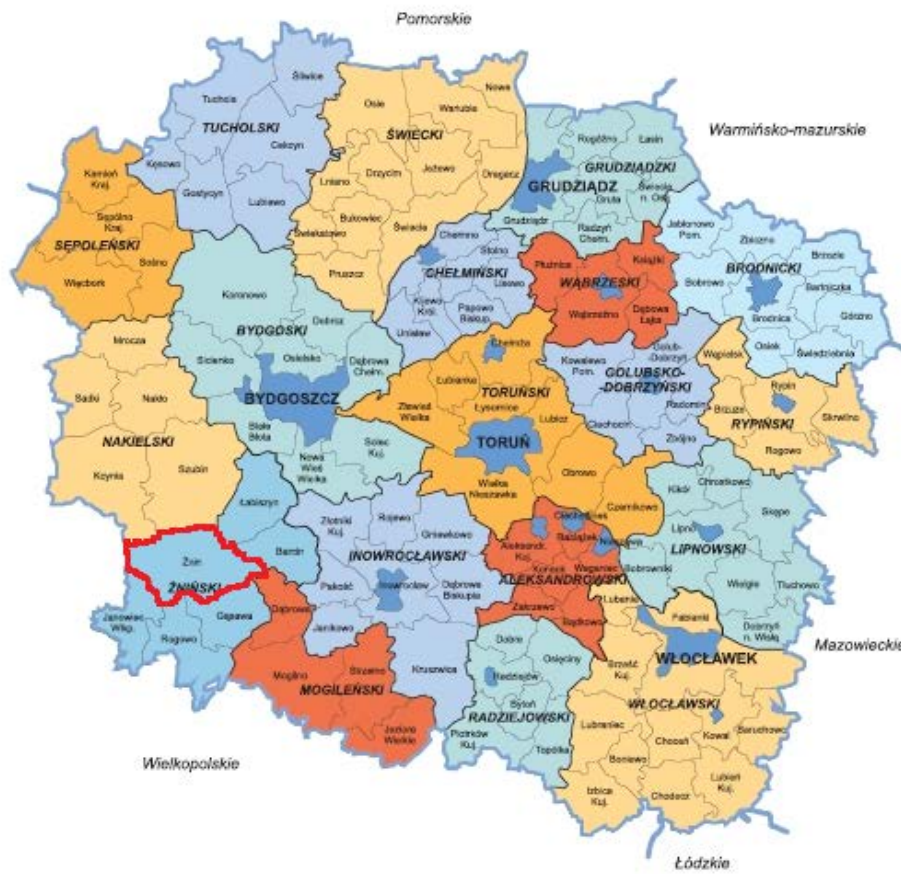 Pomorskie
Warmińsko-mazurskie
Mazowieckie
Łódzkie
Wielkopolskie
TUCHOLSKI
Tuchola
Śliwice
Cekcyn
Kęsowo
Gostycyn
Lubiewo
ŚWIECKI
Osie
Nowe
Warlubie
Lniano
Drzycim
Jeżewo
Dragacz
Bukowiec
Świekatowo
Świecie
Pruszcz
GRUDZIĄDZKI
GRUDZIĄDZ
Rogóźno
Łasin
Gruta
Świecie
n. Osą
Grudziądz
Radzyń
Chełm.
SĘPOLEŃSKI
Kamień
Kraj.
Sępólno
Kraj.
Sośno
Więcbork
CHEŁMIŃSKI
Chełmno
Stolno
Lisewo
Kijewo
Król.
Papowo
Biskup.
Unisław
WĄBRZESKI
Płużnica
Książki
Wąbrzeźno
Dębowa
Łąka
BRODNICKI
Jabłonowo
Pom.
Zbiczno
Brzozie
Bobrowo
Bartniczka
Brodnica
Górzno
Osiek
Świedziebnia
BYDGOSKI
BYDGOSZCZ
Koronowo
Dobrcz
Osielsko
Sicienko
Dąbrowa
Chełm.
Białe
Błota
Nowa
Wieś
Wielka
Solec
Kuj.
TORUŃSKI
TORUŃ
Chełmża
Łubianka
Łysomice
Zławieś
Wielka
Lubicz
Wielka
Nieszawka
Obrowo
Czernikowo
GOLUBSKO-
-DOBRZYŃSKI
Kowalewo
Pom.
Golub-
Dobrzyń
Radomin
Ciechocin
Zbójno
RYPIŃSKI
Wąpielsk
Rypin
Brzuze
Skrwilno
Rogowo
NAKIELSKI
Mrocza
Sadki
Nakło
Kcynia
Szubin
ŻNIŃSKI
Łabiszyn
Barcin
Żnin
Janowiec
Wlkp.
Rogowo
Gąsawa
INOWROCŁAWSKI
Złotniki
Kuj.
Rojewo
Gniewkowo
Pakość
Inowrocław
Dąbrowa
Biskupia
Janikowo
Kruszwica
ALEKSANDROWSKI
Ciechocinek
Aleksandr.
Kuj.
Raciążek
Nieszawa
Waganiec
Koneck
Zakrzewo
Bądkowo
LIPNOWSKI
Kikół
Chrostkowo
Skępe
Lipno
Bobrowniki
Wielgie
Tłuchowo
Dobrzyń
n. Wisłą
MOGILEŃSKI
Dąbrowa
Mogilno
Strzelno
Jeziora
Wielkie
RADZIEJOWSKI
Dobre
Osięciny
Radziejów
Bytoń
Piotrków
Kuj.
Topólka
WŁOCŁAWSKI
WŁOCŁAWEK
Lubanie
Fabianki
Brześć
Kuj.
Lubraniec
Choceń
Kowal
Baruchowo
Boniewo
Izbica
Kuj.
Chodecz
Lubień
Kuj.